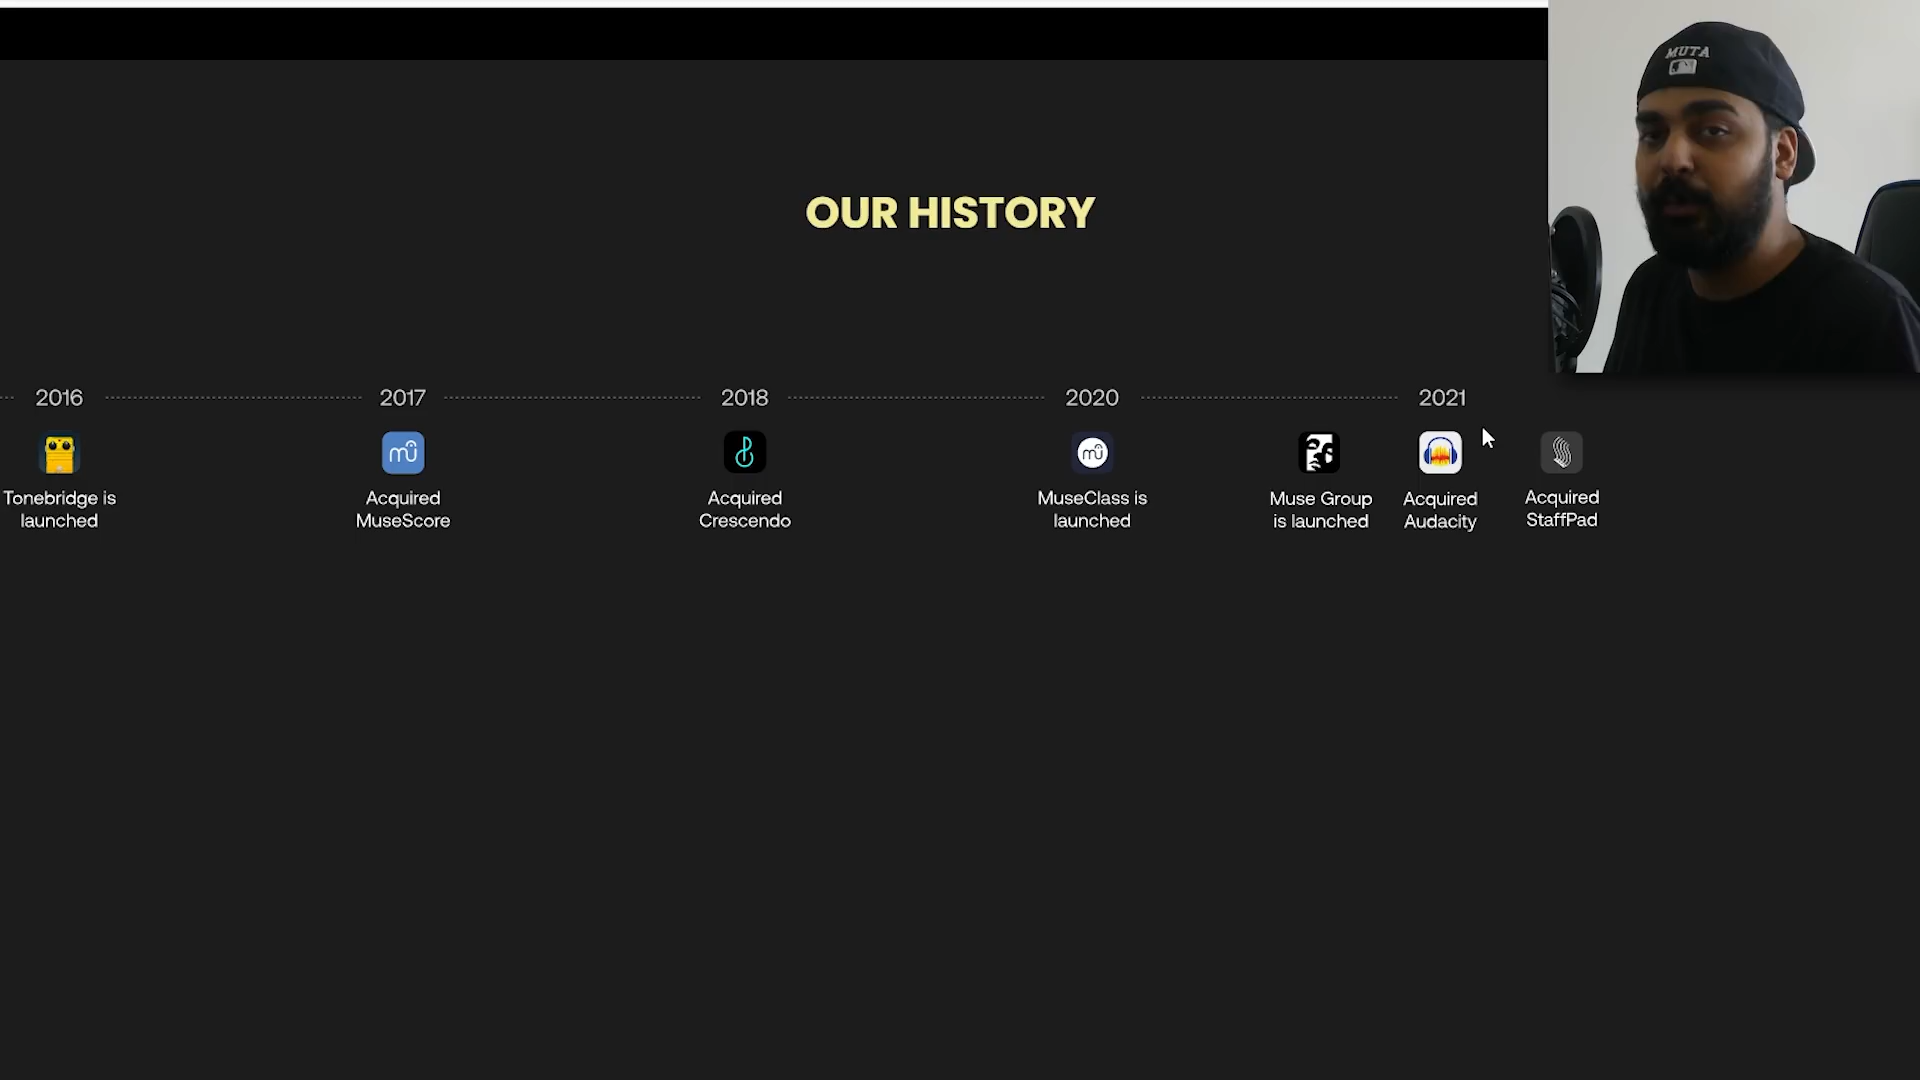 MUTA
OUR HISTORY
2016
2017
2018
2020
2021
Tonebridge is
launched
Acquired
MuseScore
Acquired
Crescendo
MuseClass is
launched
Muse Group
is launched
Acquired
Audacity
Acquired
StaffPad